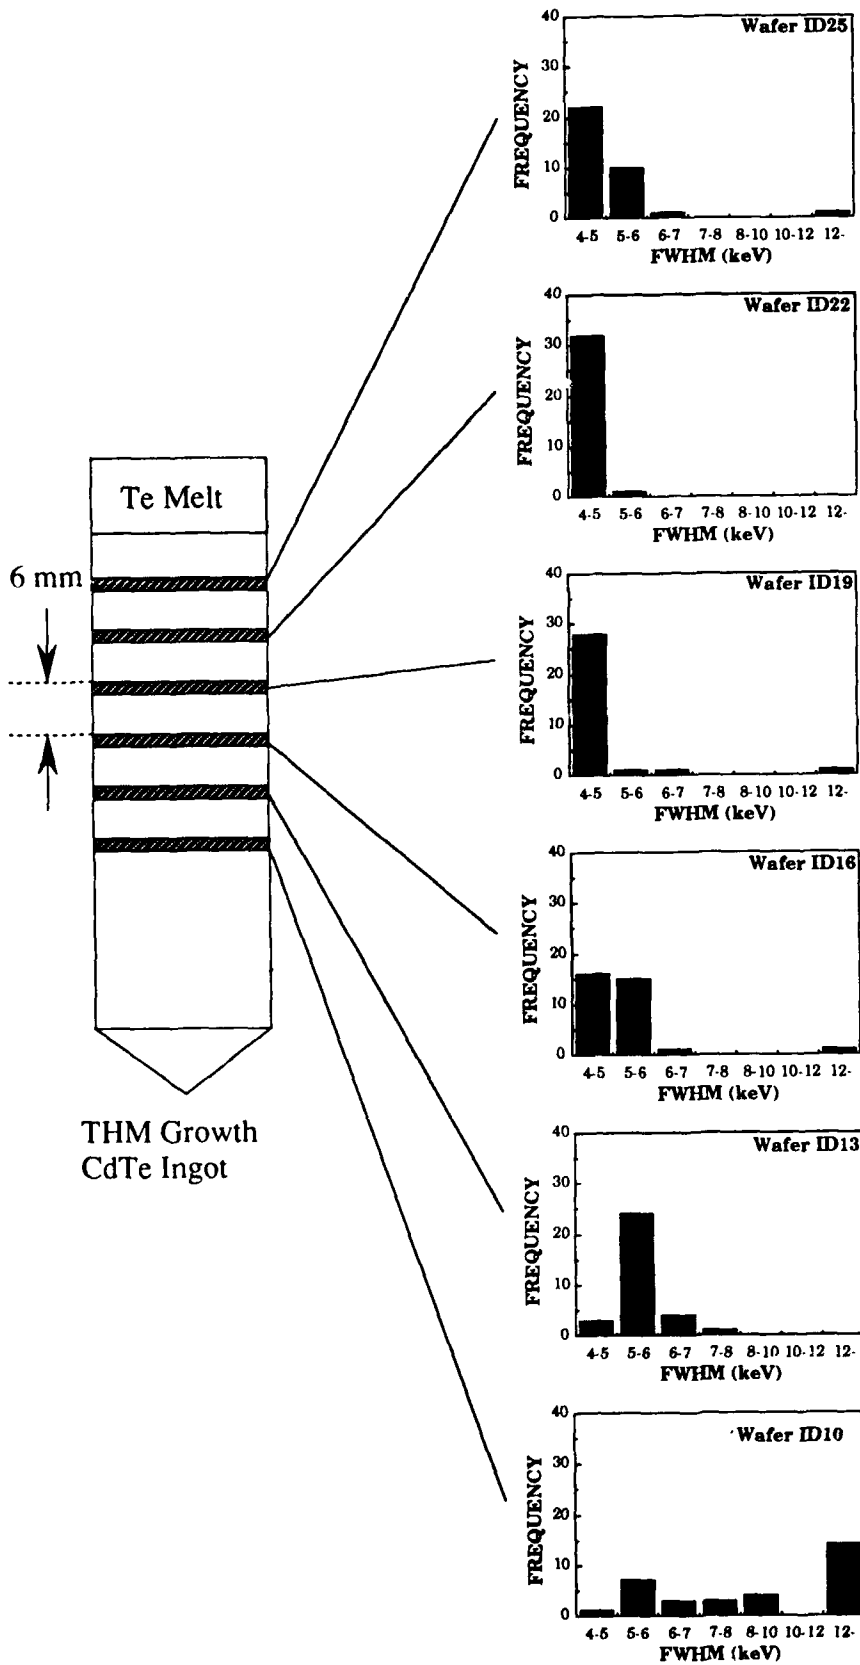 Te Melt
6 mm
THM Growth
CdTe Ingot
Wafer ID25
FREQUENCY
40
30
20
10
0
4-5 5-6 6-7 7-8 8-10 10-12 12-
FWHM (keV)
Wafer ID22
FREQUENCY
40
30
20
10
0
4-5 5-6 6-7 7-8 8-10 10-12 12-
FWHM (keV)
Wafer ID19
FREQUENCY
40
30
20
10
0
4-5 5-6 6-7 7-8 8-10 10-12 12-
FWHM (keV)
Wafer ID16
FREQUENCY
40
30
20
10
0
4-5 5-6 6-7 7-8 8-10 10-12 12-
FWHM (keV)
Wafer ID13
FREQUENCY
40
30
20
10
0
4-5 5-6 6-7 7-8 8-10 10-12 12-
FWHM (keV)
Wafer ID10
FREQUENCY
40
30
20
10
0
4-5 5-6 6-7 7-8 8-10 10-12 12-
FWHM (keV)